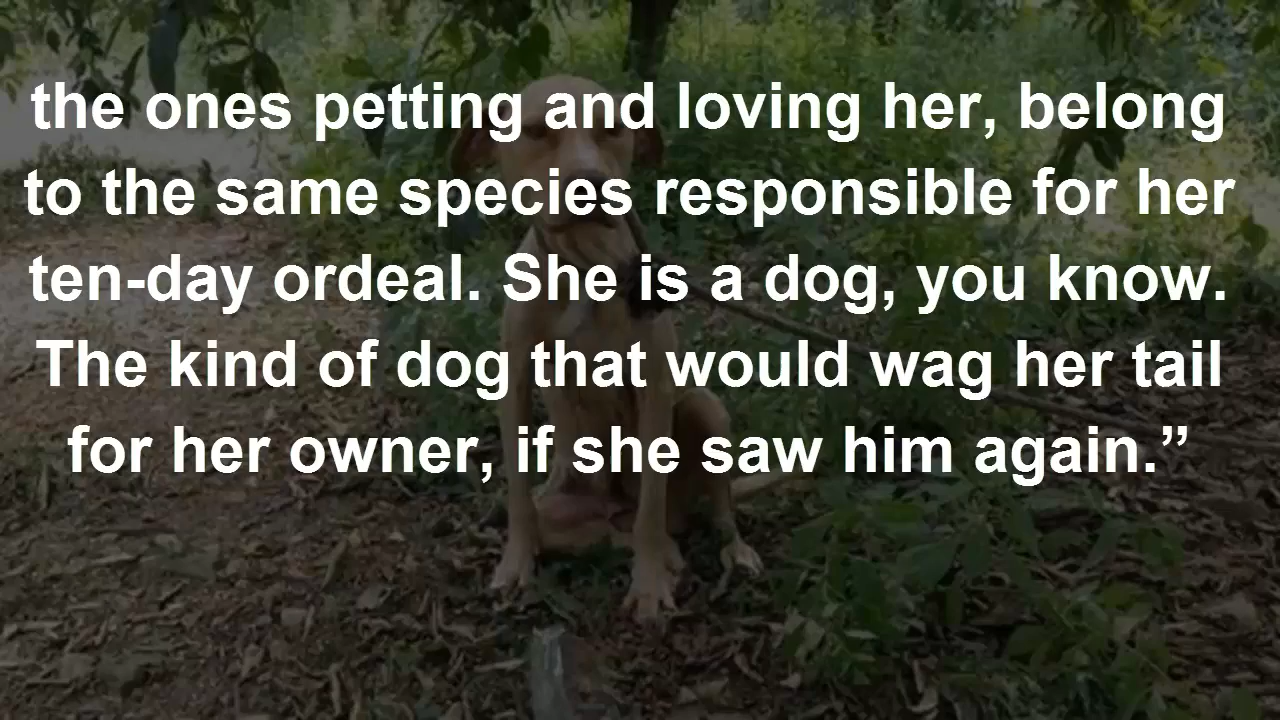 the ones petting and loving her, belong
to the same species responsible for her
ten-day ordeal. She is a dog, you know.
The kind of dog that would wag her tail
for her owner, if she saw him again.”